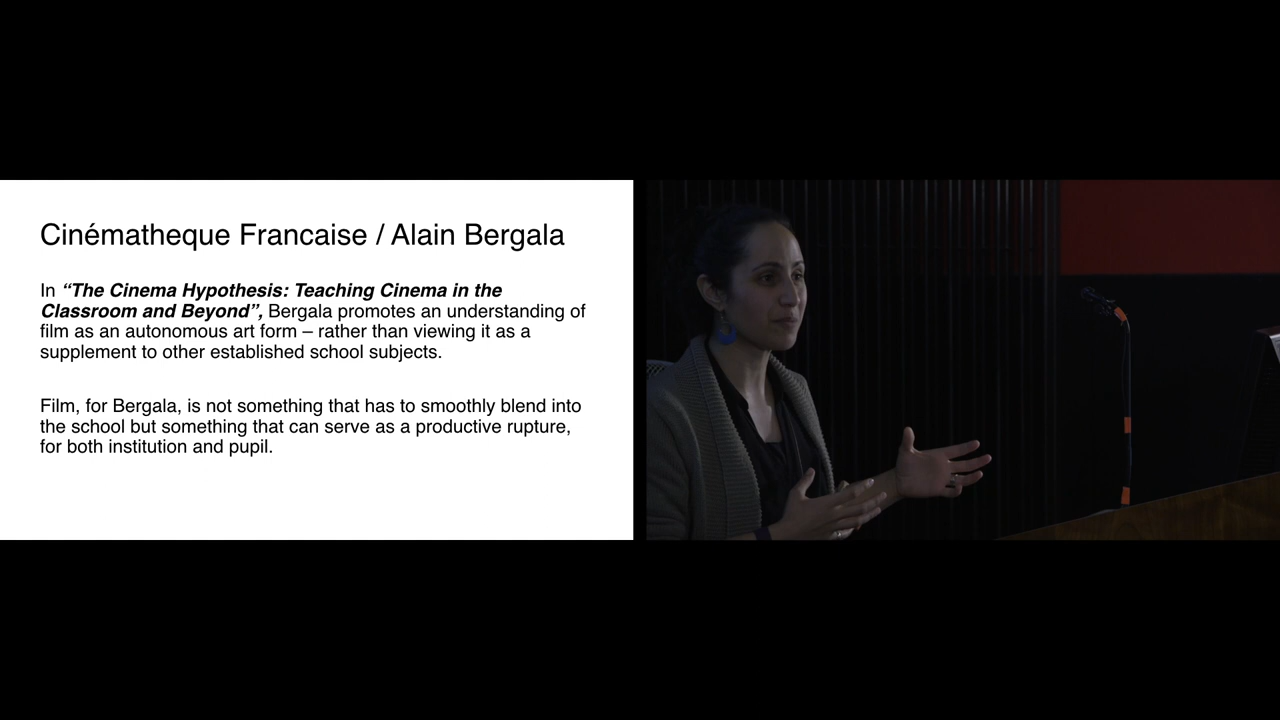 Cinématheque Francaise / Alain Bergala
In “The Cinema Hypothesis: Teaching Cinema in the
Classroom and Beyond”, Bergala promotes an understanding of
film as an autonomous art form – rather than viewing it as a
supplement to other established school subjects.
Film, for Bergala, is not something that has to smoothly blend into
the school but something that can serve as a productive rupture,
for both institution and pupil.